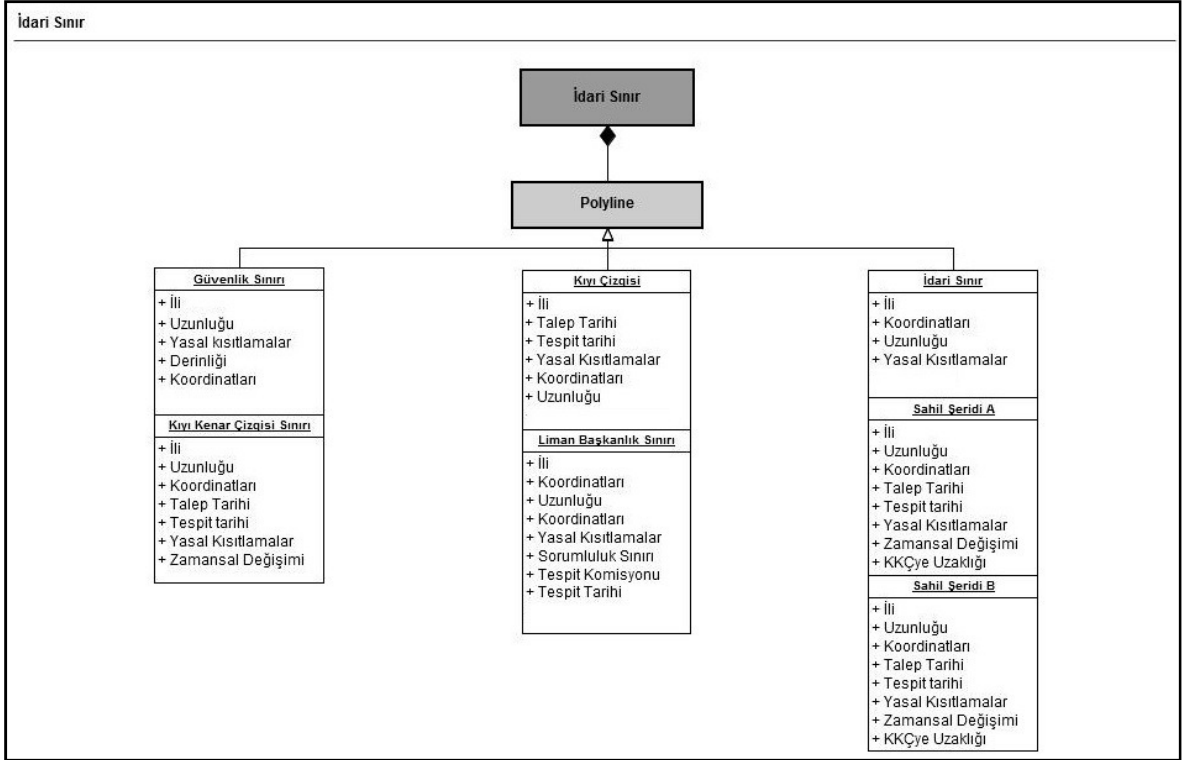 İdari Sınır
İdari Sınır
Polyline
Güvenlik Sınırı
+ İli
+ Uzunluğu
+ Yasal kısıtlamalar
+ Derinliği
+ Koordinatları
Kıyı Kenar Çizgisi Sınırı
+ İli
+ Uzunluğu
+ Koordinatları
+ Talep Tarihi
+ Tespit tarihi
+ Yasal Kısıtlamalar
+ Zamansal Değişimi
Kıyı Çizgisi
+ İli
+ Talep Tarihi
+ Tespit tarihi
+ Yasal Kısıtlamalar
+ Koordinatları
+ Uzunluğu
Liman Başkanlık Sınırı
+ İli
+ Koordinatları
+ Uzunluğu
+ Koordinatları
+ Yasal Kısıtlamalar
+ Sorumluluk Sınırı
+ Tespit Komisyonu
+ Tespit Tarihi
İdari Sınır
+ İli
+ Koordinatları
+ Uzunluğu
+ Yasal Kısıtlamalar
Sahil Şeridi A
+ İli
+ Uzunluğu
+ Koordinatları
+ Talep Tarihi
+ Tespit tarihi
+ Yasal Kısıtlamalar
+ Zamansal Değişimi
+ KKÇye Uzaklığı
Sahil Şeridi B
+ İli
+ Uzunluğu
+ Koordinatları
+ Talep Tarihi
+ Tespit tarihi
+ Yasal Kısıtlamalar
+ Zamansal Değişimi
+ KKÇye Uzaklığı